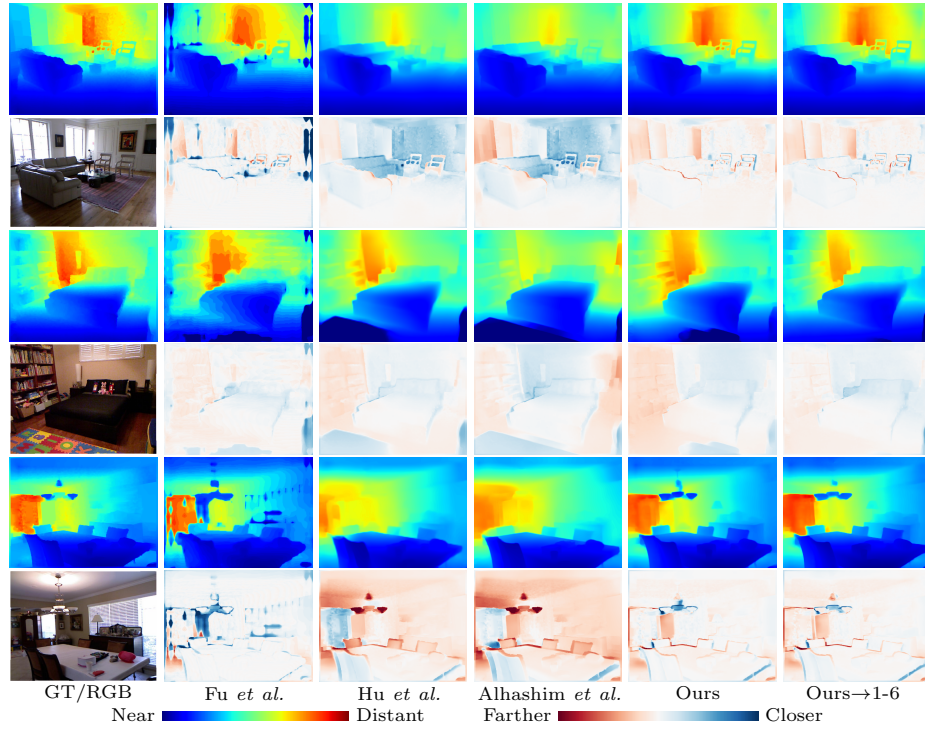 GT/RGB Fu et al. Hu et al. Alhashim et al. Ours Ours→1-6
Near Distant Farther Closer